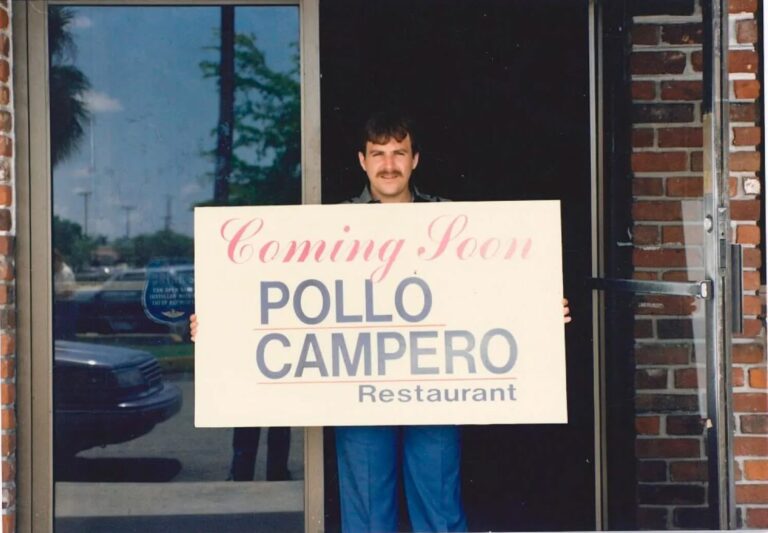 Coming Soon
POLLO
CAMPERO
Restaurant